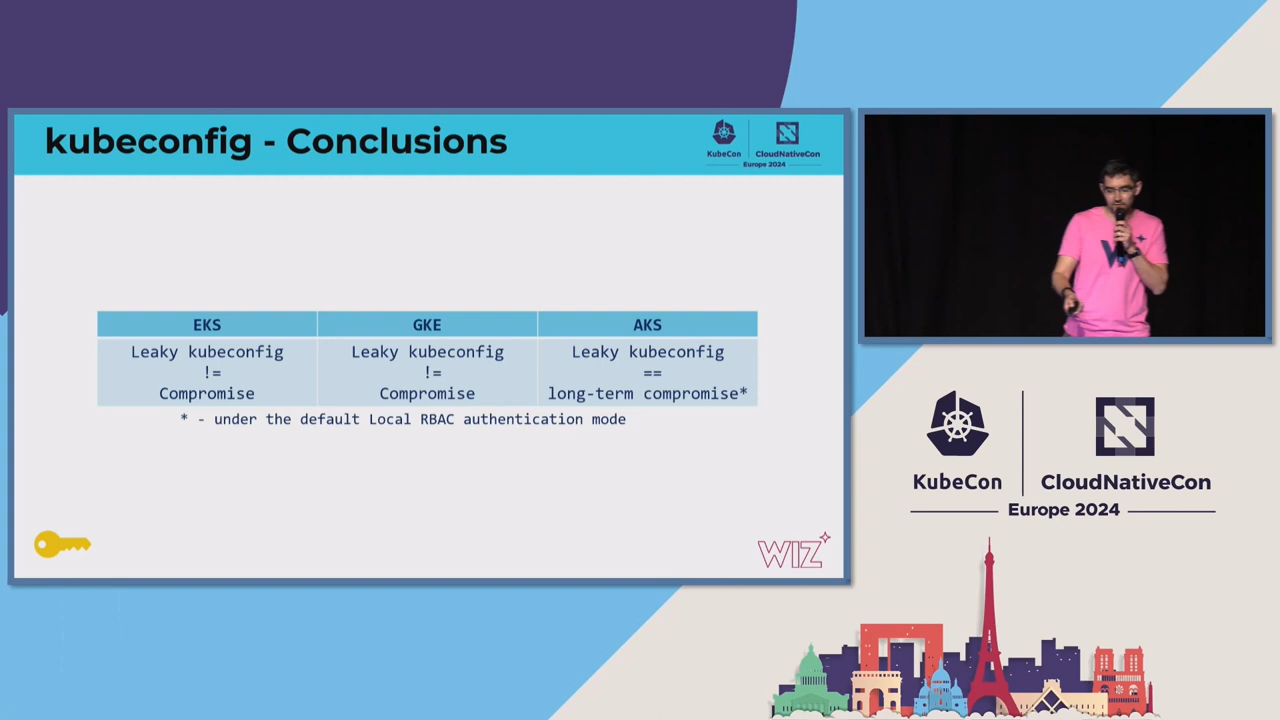 kubeconfig - Conclusions
KubeCon
CloudNativeCon
Europe 2024
EKS
GKE
AKS
Leaky kubeconfig
!=
Compromise
Leaky kubeconfig
!=
Compromise
Leaky kubeconfig
==
long-term compromise*
* - under the default Local RBAC authentication mode
WIZ
W
KubeCon
CloudNativeCon
Europe 2024